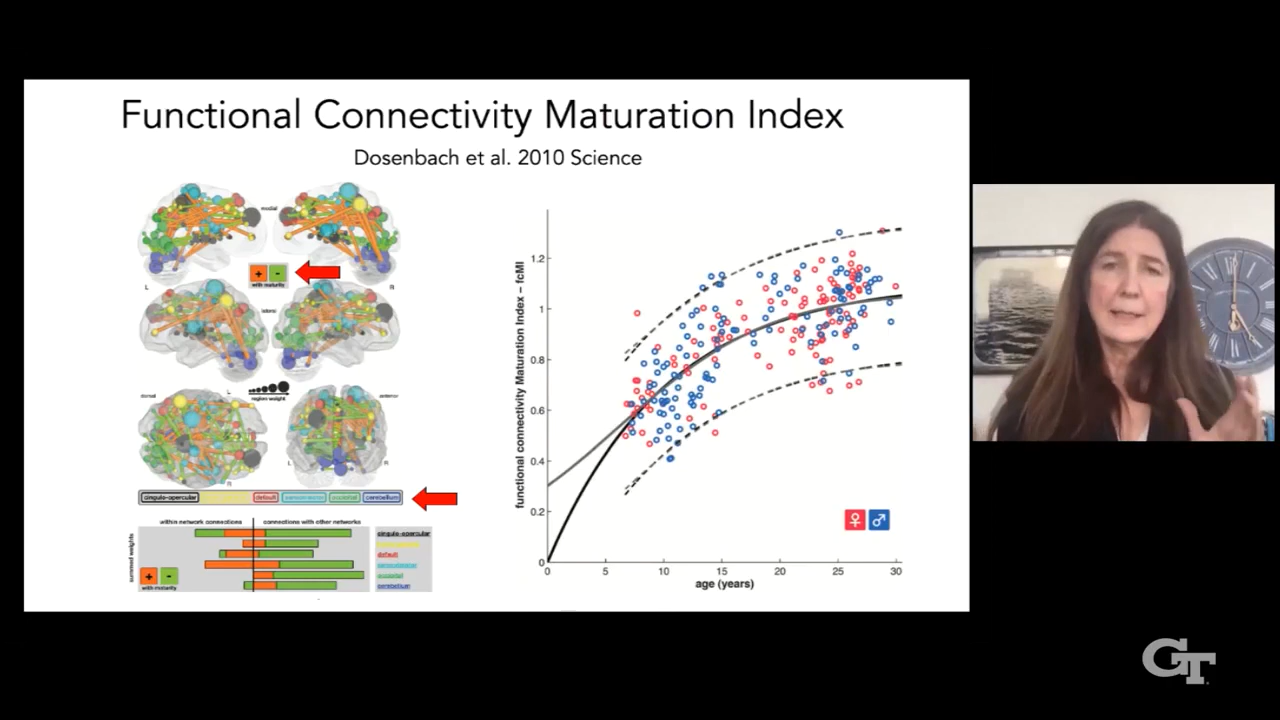 Functional Connectivity Maturation Index
Dosenbach et al. 2010 Science
medial
+ -
with maturity
L
R
lateral
L
dorsal
region weight
anterior
L
R
R
cingulo-opercular
default
sensorimotor
occipital
cerebellum
within network connections
connections with other networks
summed weights
cingulo-opercular
default
sensorimotor
occipital
cerebellum
+ -
with maturity
functional connectivity Maturation Index – fcMI
1.2
1
0.8
0.6
0.4
0.2
0
0 5 10 15 20 25 30
age (years)
♀ ♂
GT